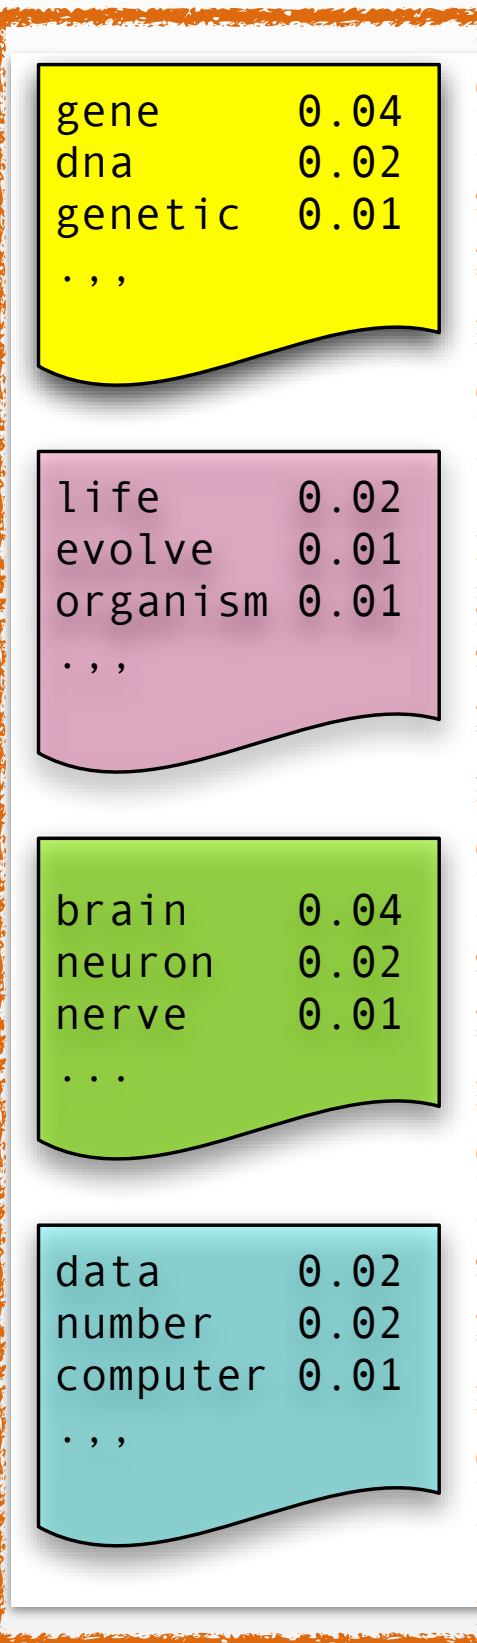 gene 0.04
dna 0.02
genetic 0.01
.,,
life 0.02
evolve 0.01
organism 0.01
.,,
brain 0.04
neuron 0.02
nerve 0.01
...
data 0.02
number 0.02
computer 0.01
.,,